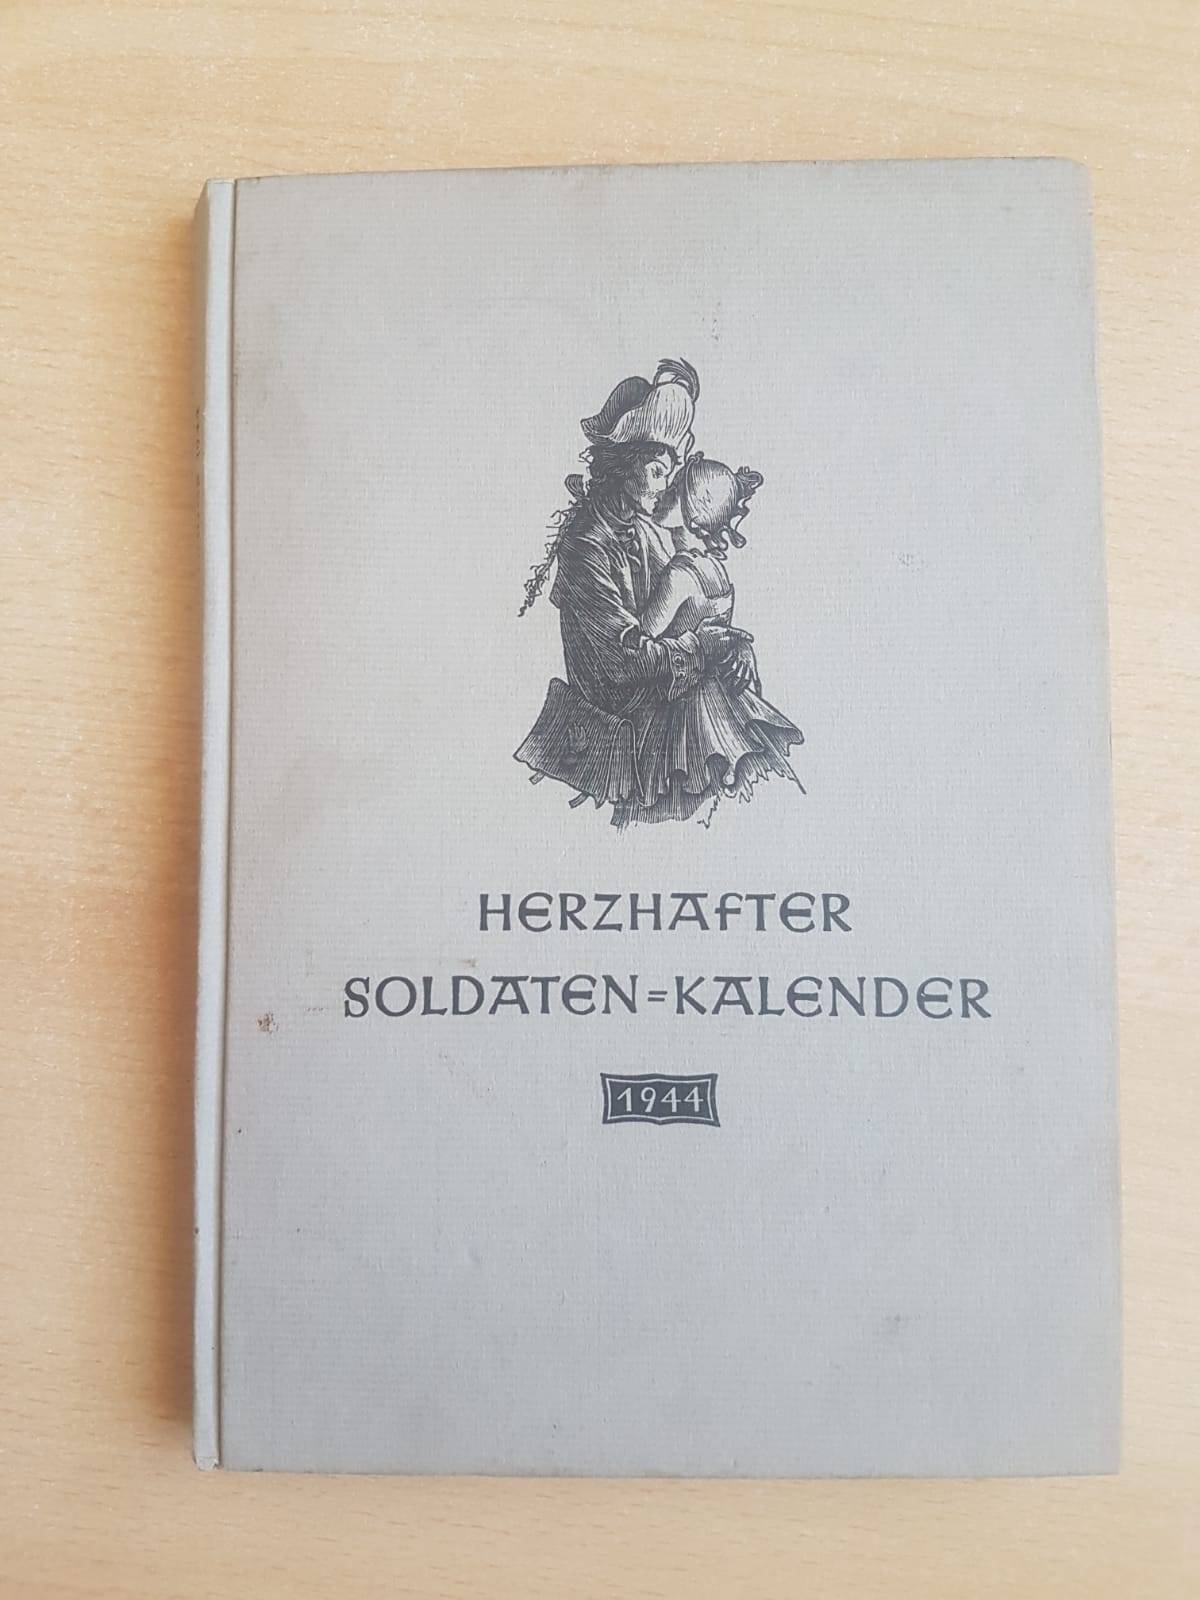 HERZHAFTER
SOLDATEN=KALENDER
1944